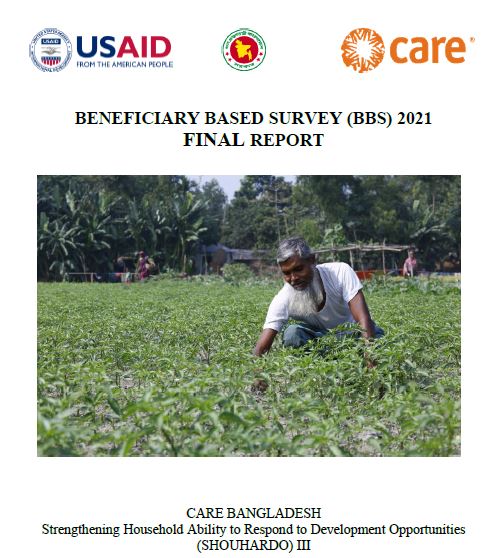 USAID
FROM THE AMERICAN PEOPLE
care®
BENEFICIARY BASED SURVEY (BBS) 2021
FINAL REPORT
CARE BANGLADESH
Strengthening Household Ability to Respond to Development Opportunities
(SHOUHARDO) III